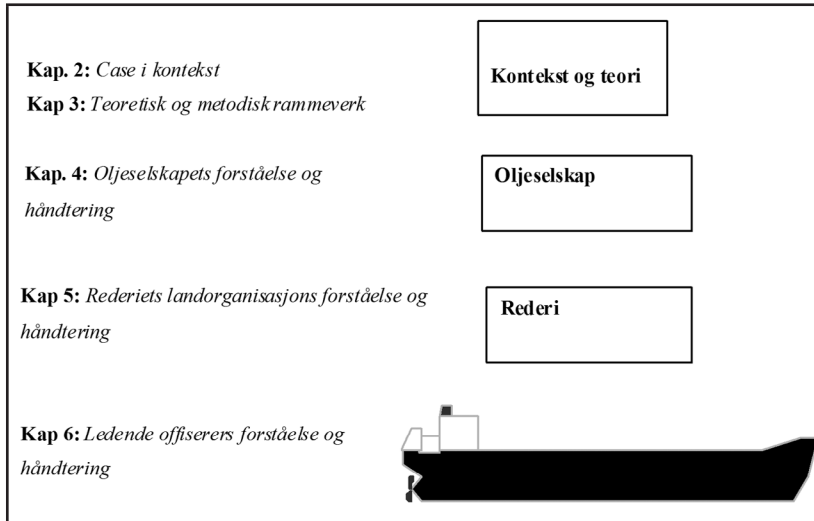 Kap. 2: Case i kontekst
Kap 3: Teoretisk og metodisk rammeverk
Kontekst og teori
Kap. 4: Oljeselskapets forståelse og
håndtering
Oljeselskap
Kap 5: Rederiets landorganisasjons forståelse og
håndtering
Rederi
Kap 6: Ledende offiserers forståelse og
håndtering